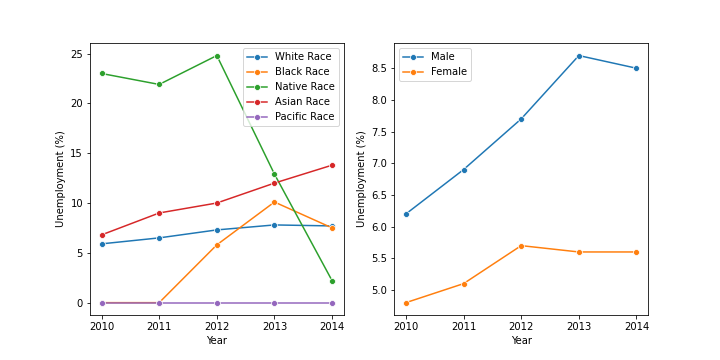 25
20
15
10
5
0
Unemployment (%)
White Race
Black Race
Native Race
Asian Race
Pacific Race
2010 2011 2012 2013 2014
Year
8.5
8.0
7.5
7.0
6.5
6.0
5.5
5.0
Unemployment (%)
Male
Female
2010 2011 2012 2013 2014
Year